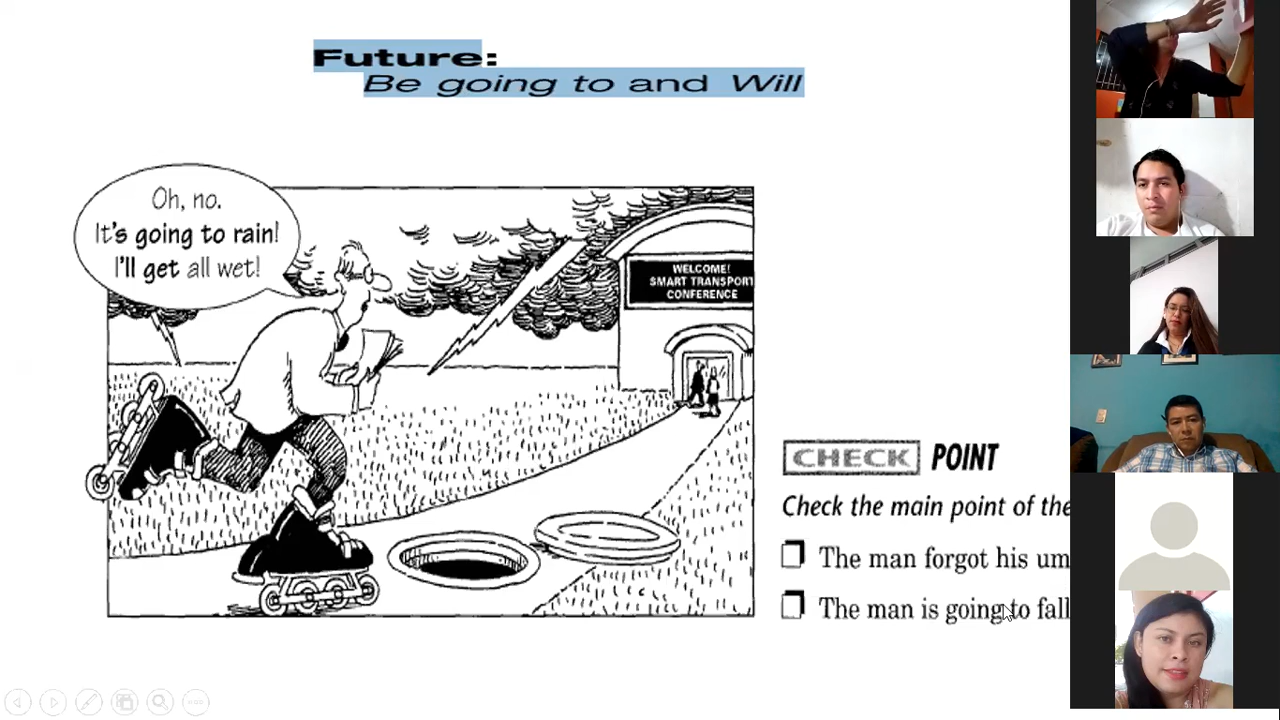 Future:
Be going to and Will
Oh, no.
It's going to rain!
I'll get all wet!
WELCOME!
SMART TRANSPORT
CONFERENCE
CHECK POINT
Check the main point of the
The man forgot his um
The man is going to fall